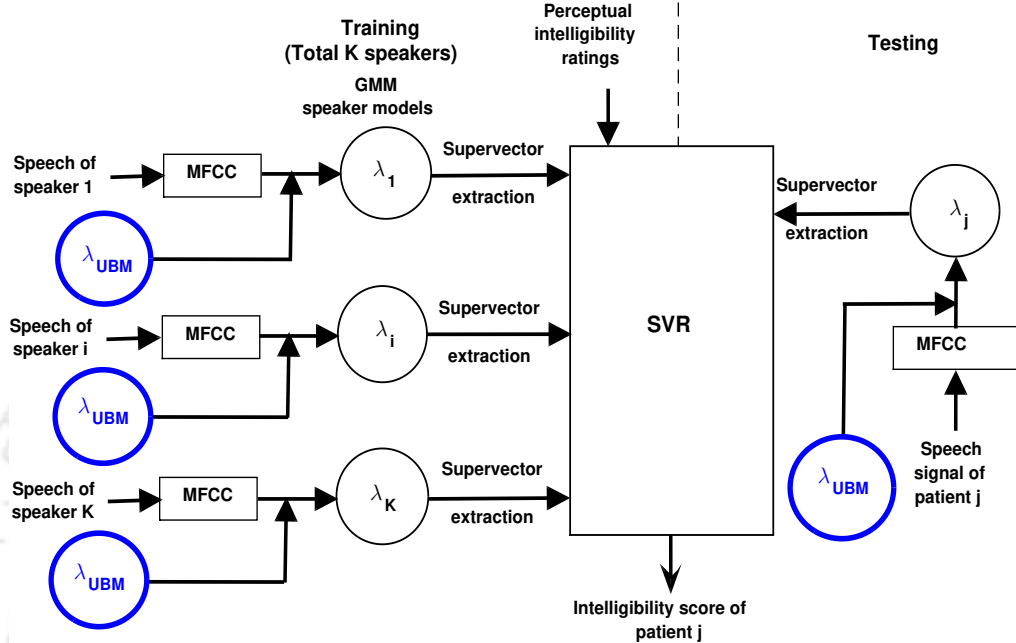 Training
(Total K speakers)
GMM
speaker models
Perceptual
intelligibility
ratings
Testing
Speech of
speaker 1
MFCC
λ1
Supervector
extraction
λUBM
Speech of
speaker i
MFCC
λi
Supervector
extraction
λUBM
Speech of
speaker K
MFCC
λK
Supervector
extraction
λUBM
SVR
Intelligibility score of
patient j
Supervector
extraction
λj
MFCC
λUBM
Speech
signal of
patient j